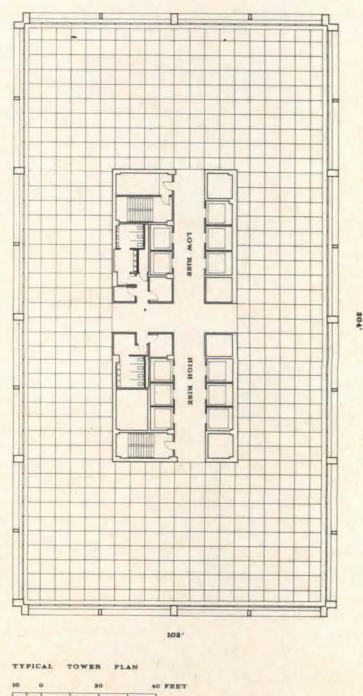 LOW RISE
HIGH RISE
204'
102'
TYPICAL TOWER PLAN
10 0 20 40 FEET